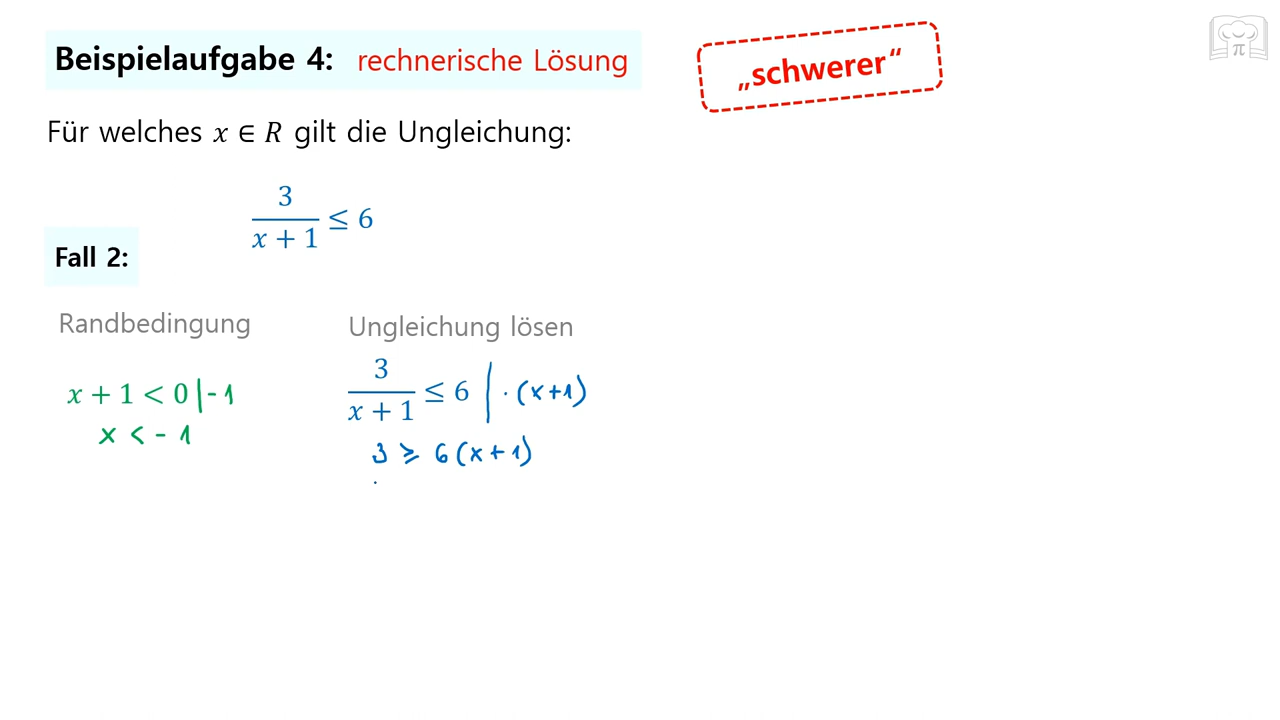 Beispielaufgabe 4: rechnerische Lösung
„schwerer“
π
Für welches x ∈ R gilt die Ungleichung:
3/(x + 1) ≤ 6
Fall 2:
Randbedingung
Ungleichung lösen
x + 1 < 0 | - 1
x < - 1
3/(x + 1) ≤ 6 | · (x+1)
3 ≥ 6 (x + 1)